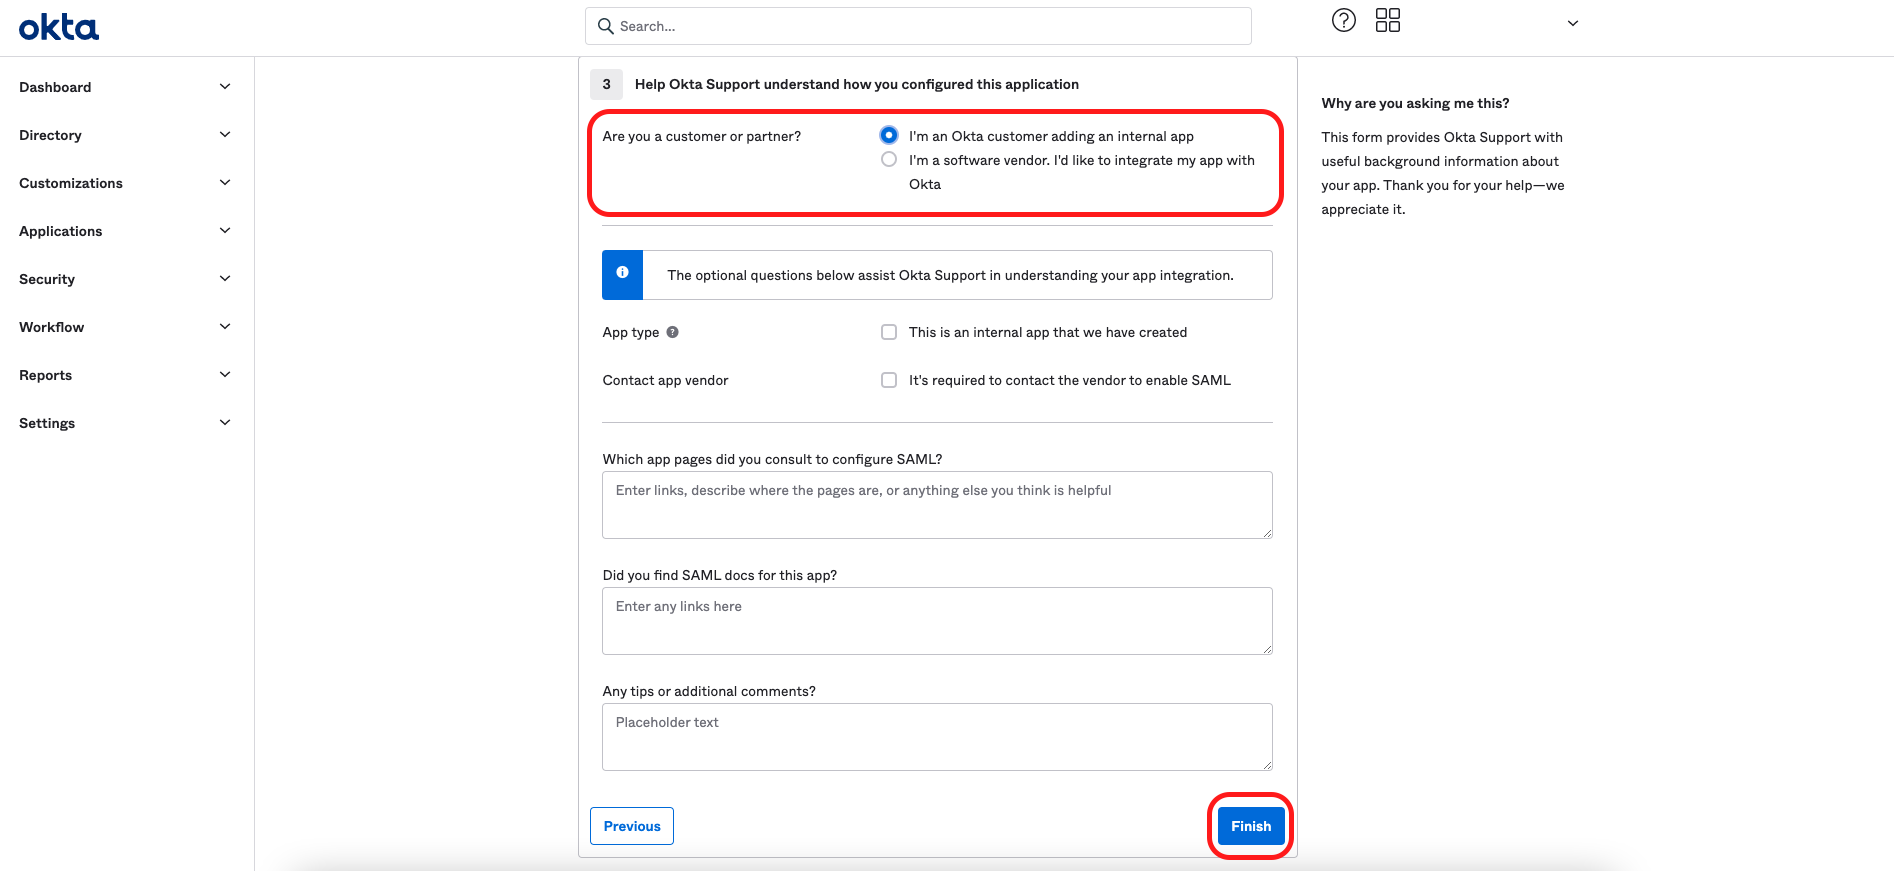 okta
Search...
Dashboard
Directory
Customizations
Applications
Security
Workflow
Reports
Settings
3 Help Okta Support understand how you configured this application
Are you a customer or partner?
I'm an Okta customer adding an internal app
I'm a software vendor. I'd like to integrate my app with
Okta
The optional questions below assist Okta Support in understanding your app integration.
App type
This is an internal app that we have created
Contact app vendor
It's required to contact the vendor to enable SAML
Which app pages did you consult to configure SAML?
Enter links, describe where the pages are, or anything else you think is helpful
Did you find SAML docs for this app?
Enter any links here
Any tips or additional comments?
Placeholder text
Previous
Finish
Why are you asking me this?
This form provides Okta Support with
useful background information about
your app. Thank you for your help—we
appreciate it.